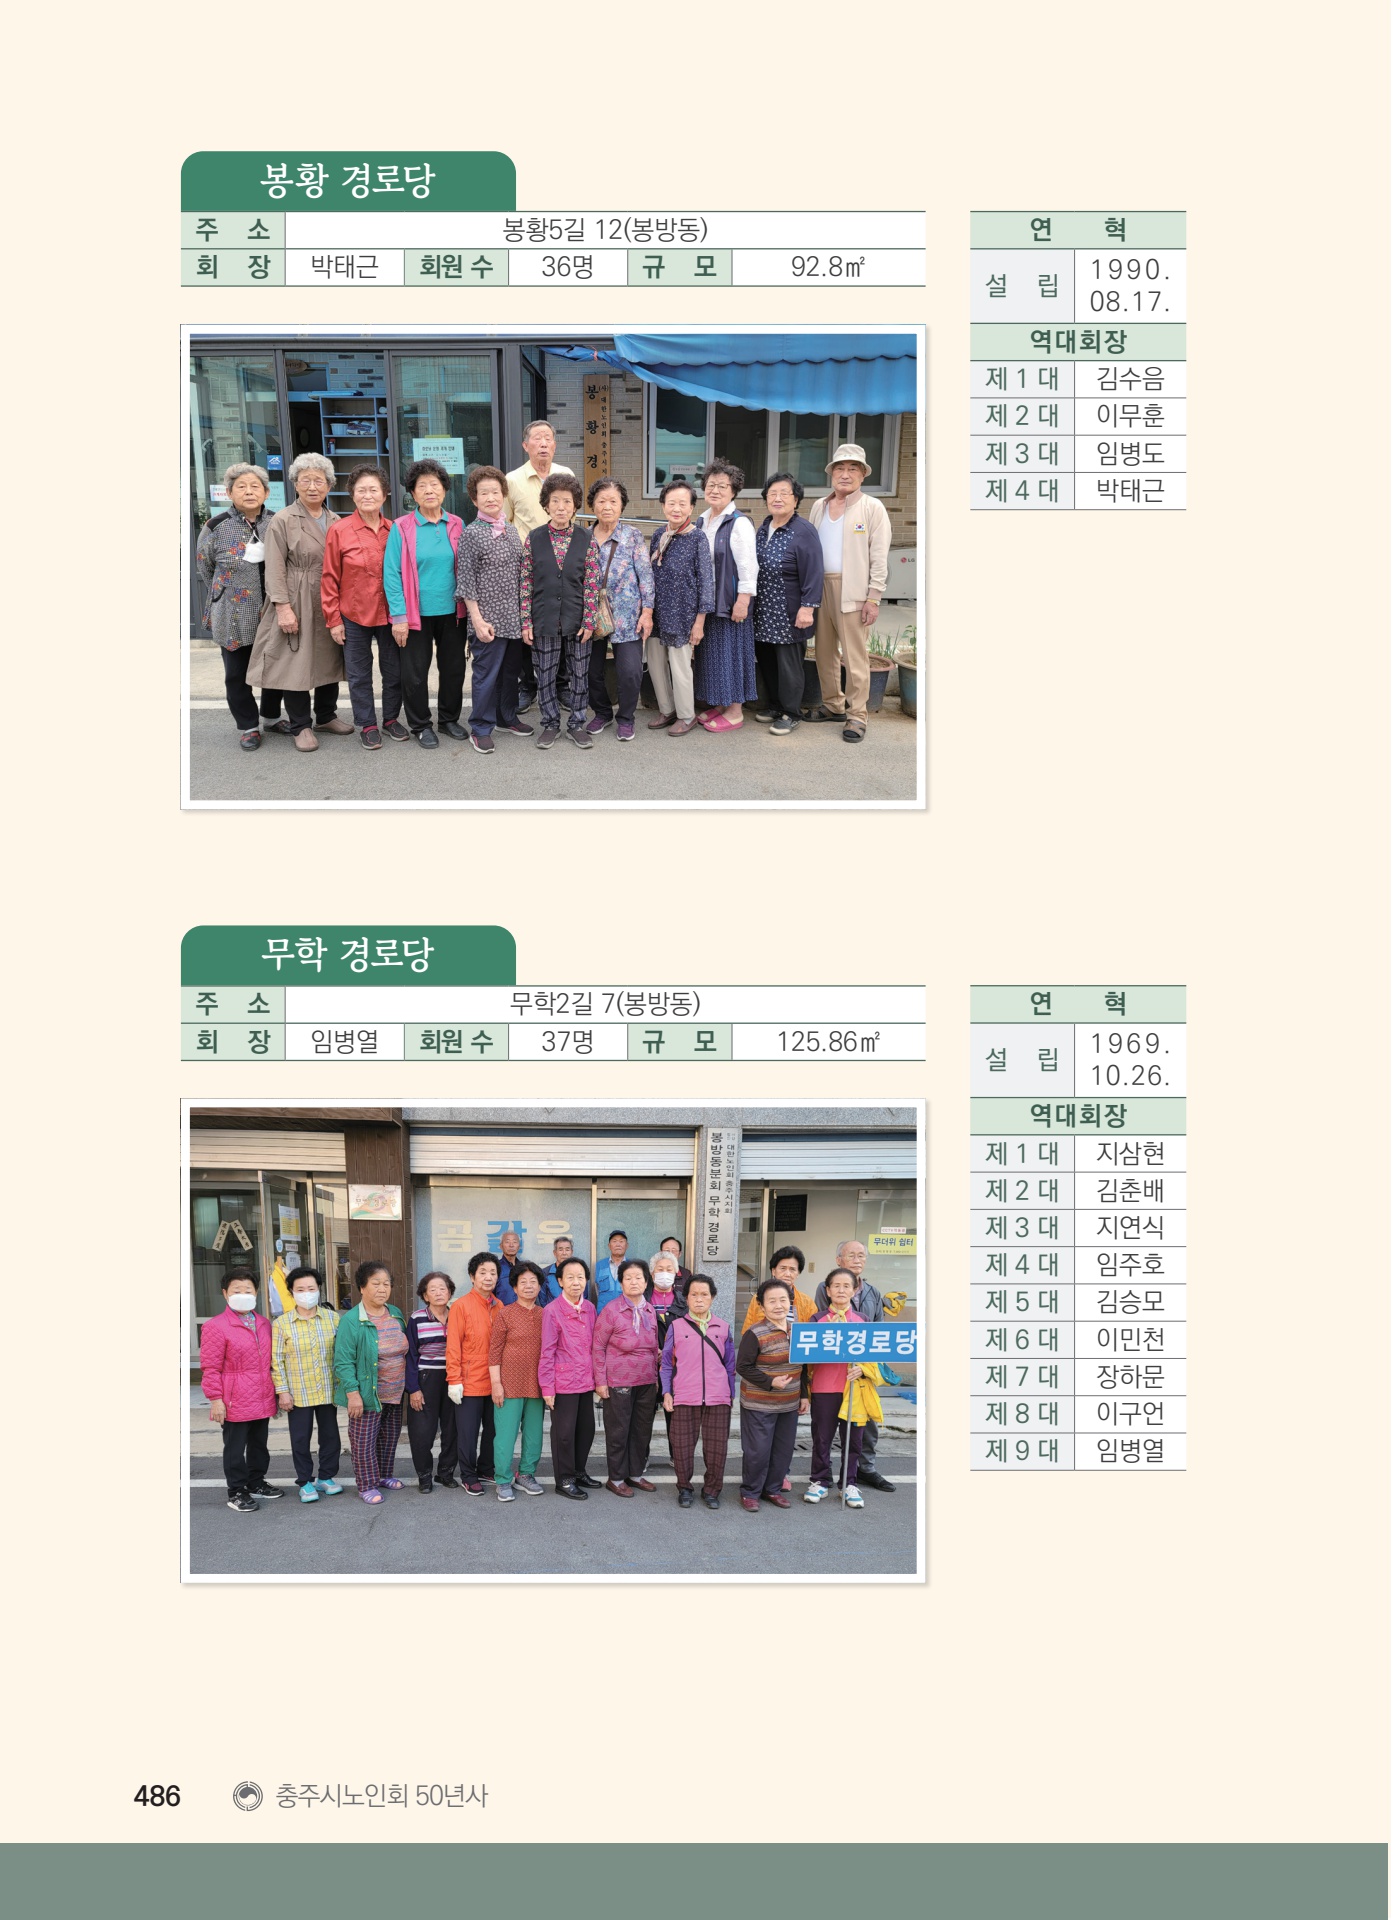 봉황 경로당
주 소 봉황5길 12(봉방동)
회 장 박태근 회원 수 36명 규 모 92.8㎡
연 혁
설 립 1990.
08.17.
역대회장
제 1 대 김수음
제 2 대 이무훈
제 3 대 임병도
제 4 대 박태근
봉황경
대한노인회 충주시지
LG
무학 경로당
주 소 무학2길 7(봉방동)
회 장 임병열 회원 수 37명 규 모 125.86㎡
연 혁
설 립 1969.
10.26.
역대회장
제 1 대 지삼현
제 2 대 김춘배
제 3 대 지연식
제 4 대 임주호
제 5 대 김승모
제 6 대 이민천
제 7 대 장하문
제 8 대 이구언
제 9 대 임병열
대한노인회 충주시지회
봉방동분회 무학경로당
무더위 쉼터
무학경로당
486 충주시노인회 50년사